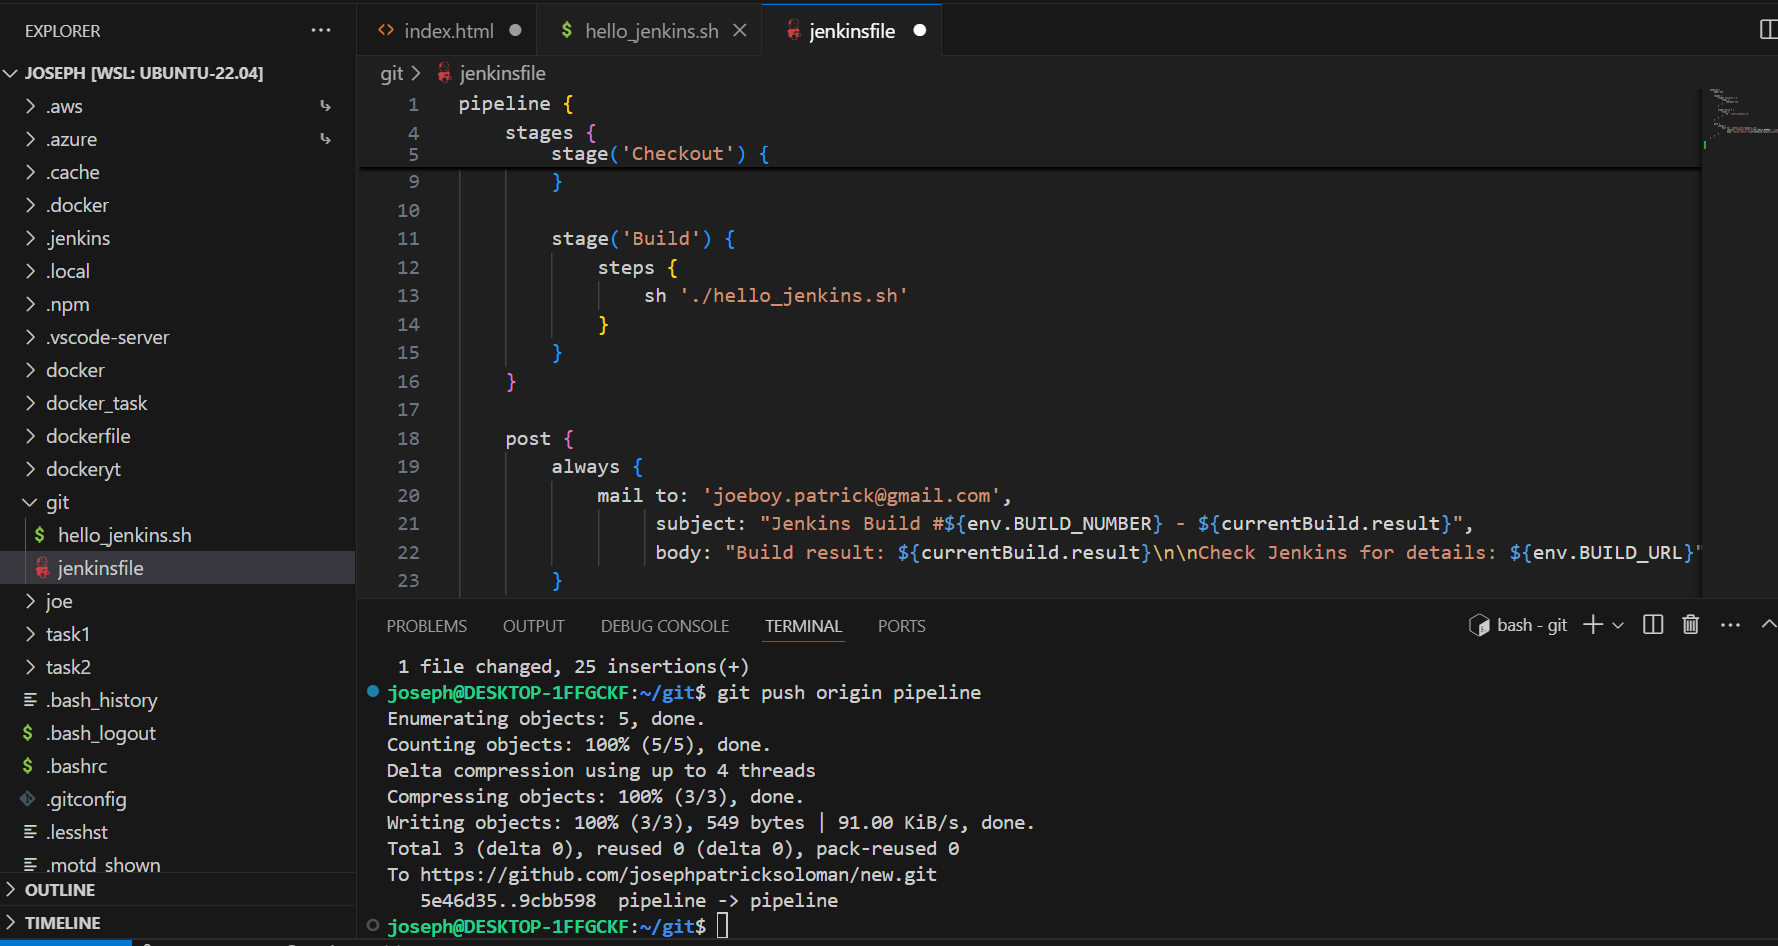 EXPLORER
JOSEPH [WSL: UBUNTU-22.04]
.aws
.azure
.cache
.docker
.jenkins
.local
.npm
.vscode-server
docker
docker_task
dockerfile
dockeryt
git
$ hello_jenkins.sh
jenkinsfile
joe
task1
task2
.bash_history
$ .bash_logout
$ .bashrc
.gitconfig
.lesshst
.motd_shown
OUTLINE
TIMELINE
index.html
$ hello_jenkins.sh
jenkinsfile
git > jenkinsfile
1 pipeline {
4 stages {
5 stage('Checkout') {
9 }
10
11 stage('Build') {
12 steps {
13 sh './hello_jenkins.sh'
14 }
15 }
16 }
17
18 post {
19 always {
20 mail to: 'joeboy.patrick@gmail.com',
21 subject: "Jenkins Build #${env.BUILD_NUMBER} - ${currentBuild.result}",
22 body: "Build result: ${currentBuild.result}\n\nCheck Jenkins for details: ${env.BUILD_URL}"
23 }
PROBLEMS OUTPUT DEBUG CONSOLE TERMINAL PORTS
bash - git
1 file changed, 25 insertions(+)
joseph@DESKTOP-1FFGCKF:~/git$ git push origin pipeline
Enumerating objects: 5, done.
Counting objects: 100% (5/5), done.
Delta compression using up to 4 threads
Compressing objects: 100% (3/3), done.
Writing objects: 100% (3/3), 549 bytes | 91.00 KiB/s, done.
Total 3 (delta 0), reused 0 (delta 0), pack-reused 0
To https://github.com/josephpatricksoloman/new.git
5e46d35..9cbb598 pipeline -> pipeline
joseph@DESKTOP-1FFGCKF:~/git$